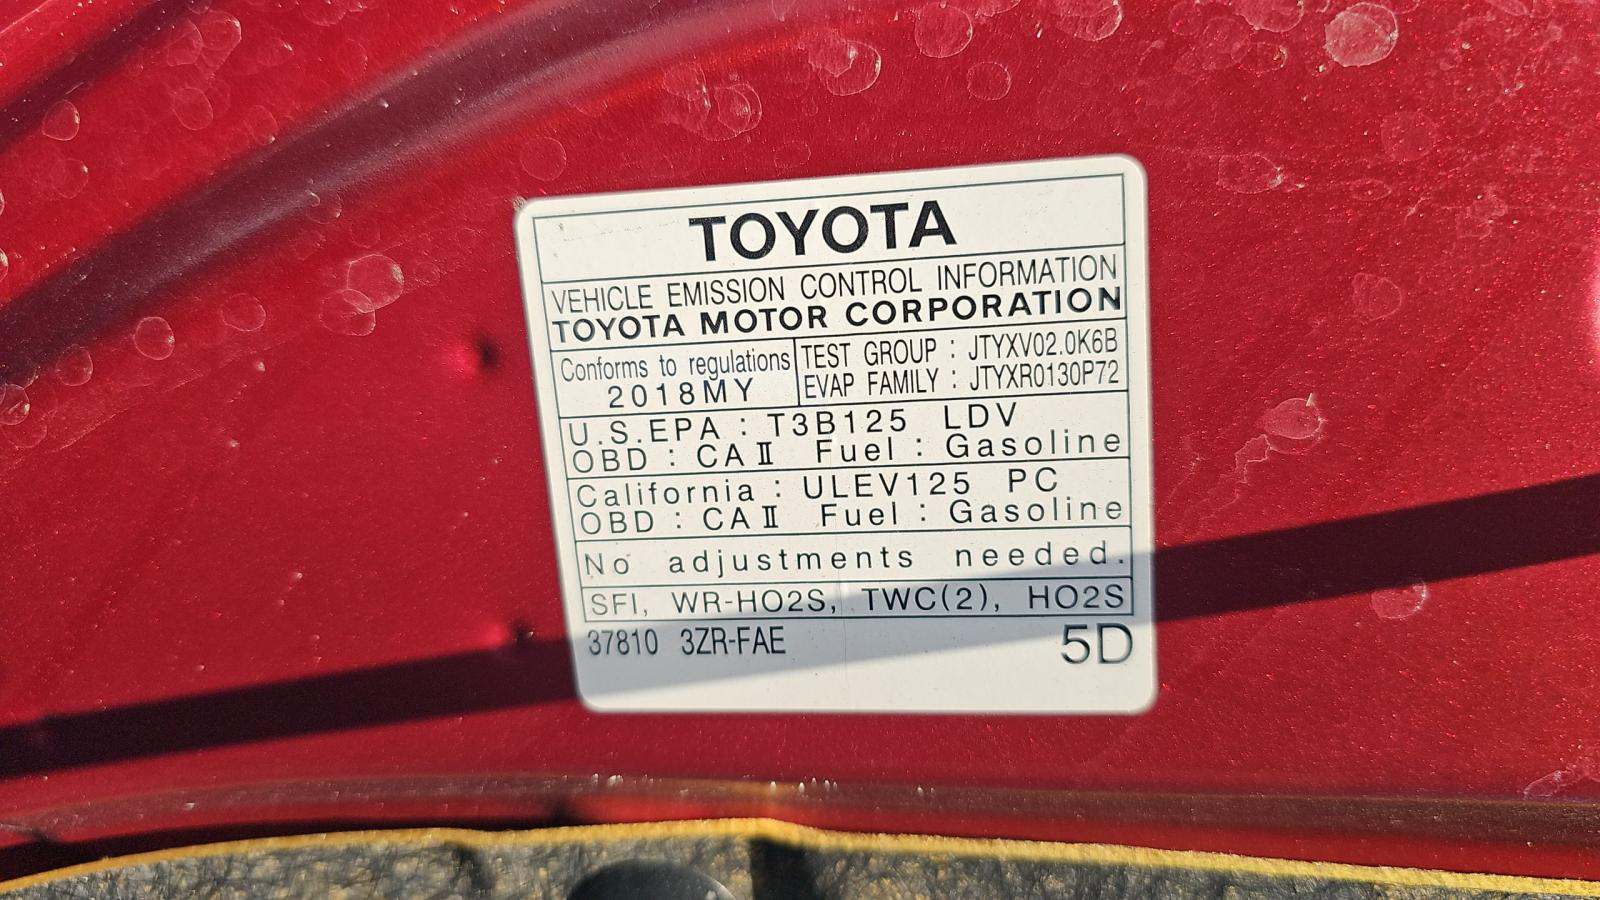 TOYOTA
VEHICLE EMISSION CONTROL INFORMATION
TOYOTA MOTOR CORPORATION
Conforms to regulations
2018MY
TEST GROUP : JTYXV02.0K6B
EVAP FAMILY : JTYXR0130P72
U.S.EPA : T3B125 LDV
OBD : CAⅡ Fuel : Gasoline
California : ULEV125 PC
OBD : CAⅡ Fuel : Gasoline
No adjustments needed.
SFI, WR-HO2S, TWC(2), HO2S
37810 3ZR-FAE 5D